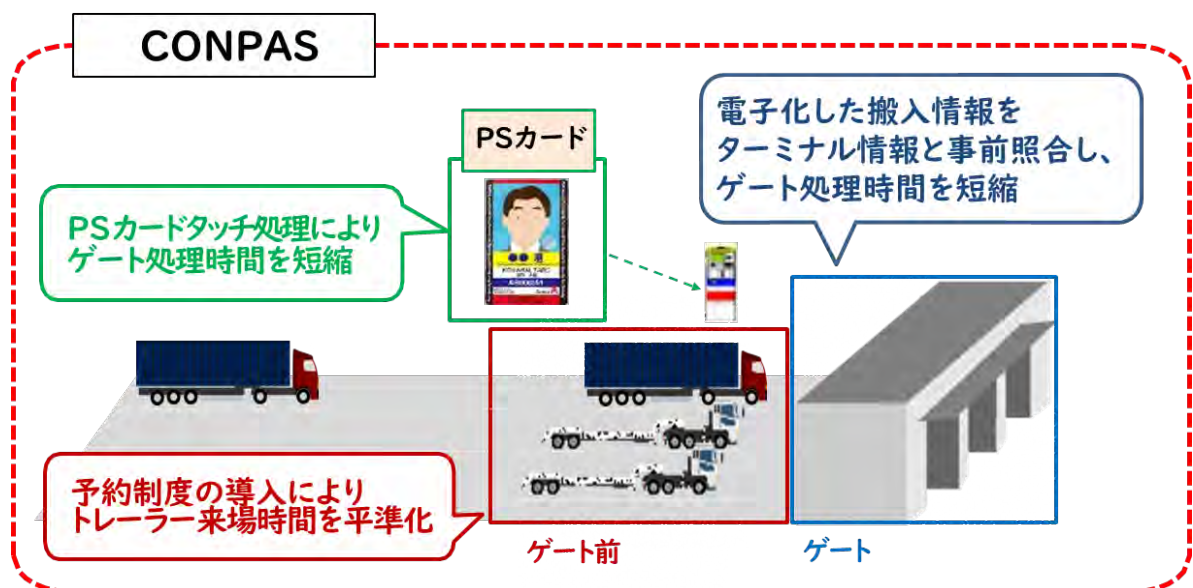 CONPAS
PSカード
電子化した搬入情報を
ターミナル情報と事前照合し、
ゲート処理時間を短縮
PSカードタッチ処理により
ゲート処理時間を短縮
予約制度の導入により
トレーラー来場時間を平準化
ゲート前
ゲート